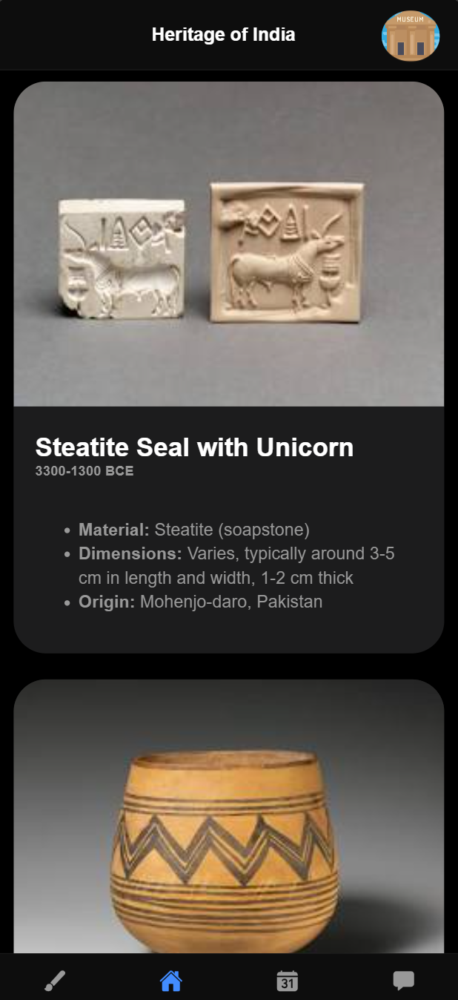 Heritage of India
MUSEUM
Steatite Seal with Unicorn
3300-1300 BCE
Material: Steatite (soapstone)
Dimensions: Varies, typically around 3-5
cm in length and width, 1-2 cm thick
Origin: Mohenjo-daro, Pakistan
31